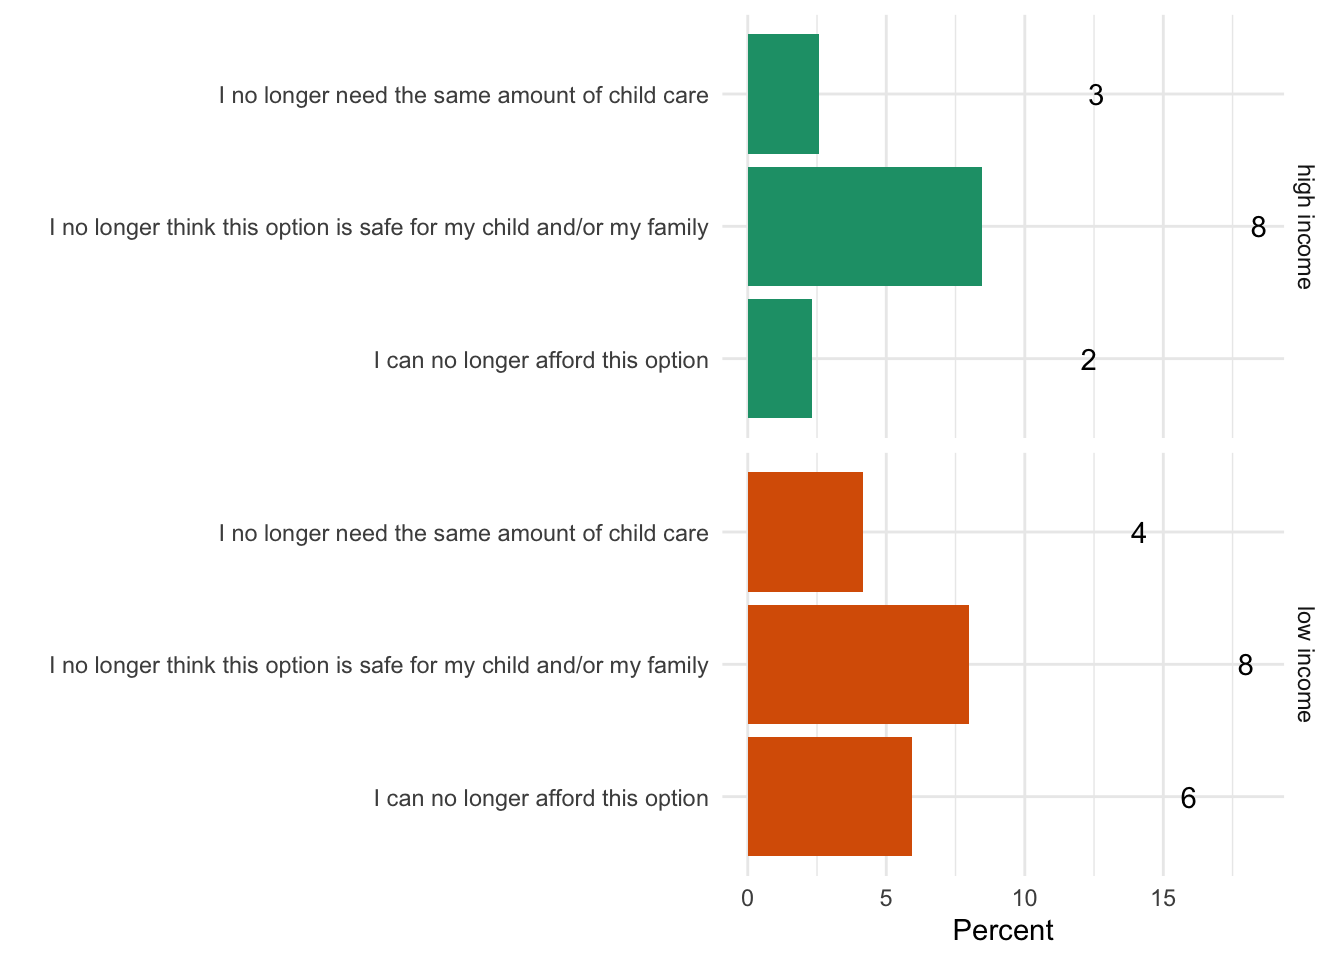 I no longer need the same amount of child care
3
I no longer think this option is safe for my child and/or my family
8
I can no longer afford this option
2
high income
I no longer need the same amount of child care
4
I no longer think this option is safe for my child and/or my family
8
I can no longer afford this option
6
low income
0 5 10 15
Percent